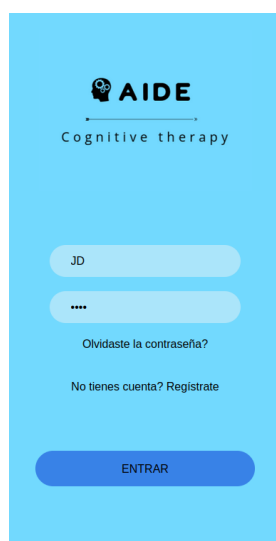 AIDE
Cognitive therapy
JD
••••
Olvidaste la contraseña?
No tienes cuenta? Regístrate
ENTRAR